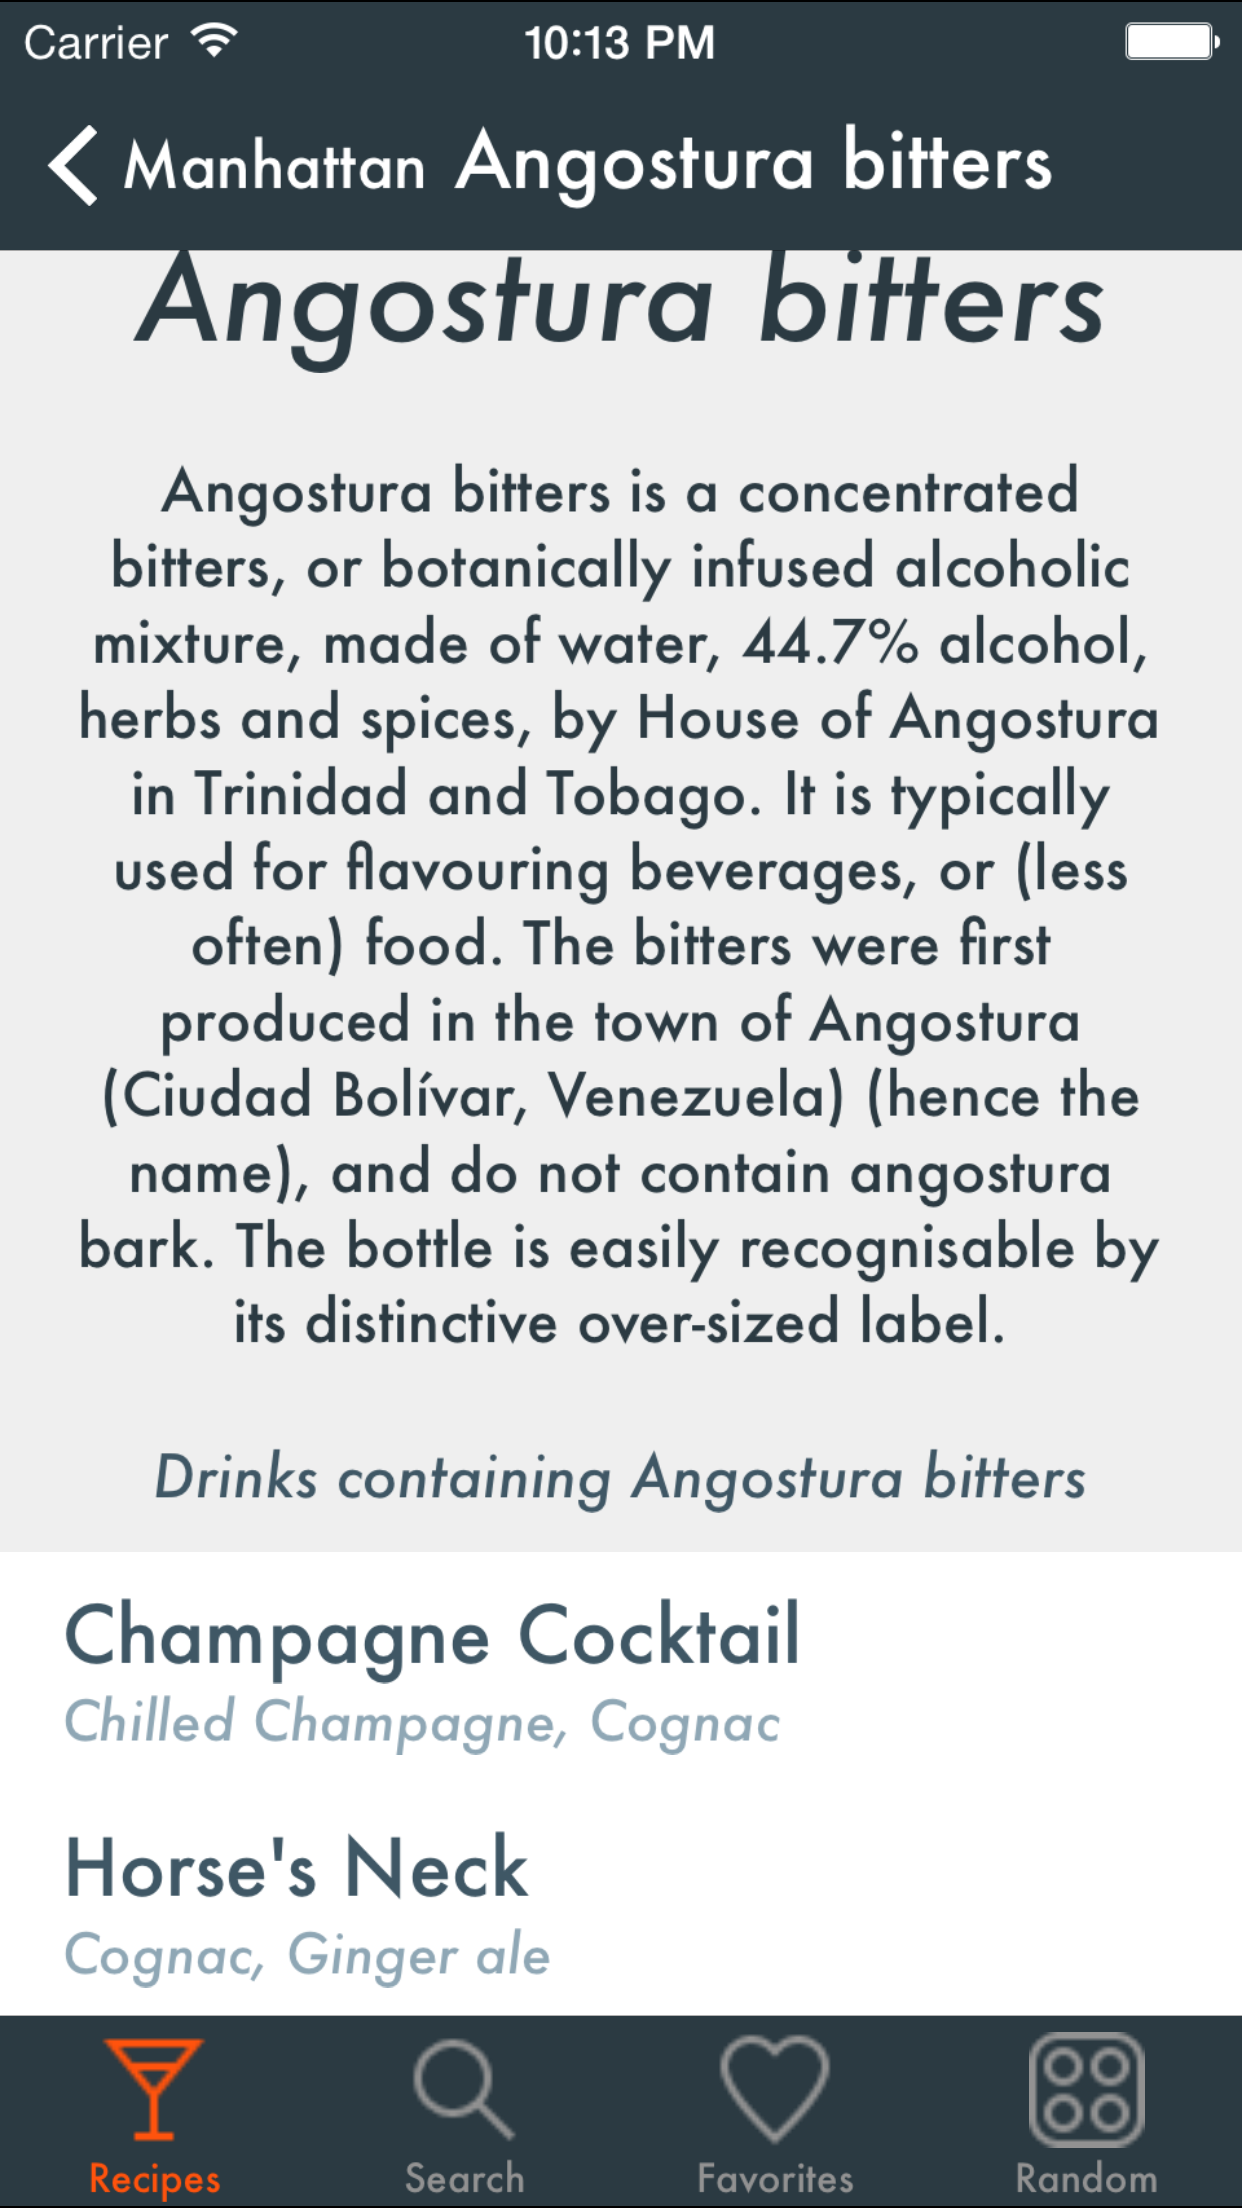 Carrier 10:13 PM
Manhattan Angostura bitters
Angostura bitters
Angostura bitters is a concentrated
bitters, or botanically infused alcoholic
mixture, made of water, 44.7% alcohol,
herbs and spices, by House of Angostura
in Trinidad and Tobago. It is typically
used for flavouring beverages, or (less
often) food. The bitters were first
produced in the town of Angostura
(Ciudad Bolívar, Venezuela) (hence the
name), and do not contain angostura
bark. The bottle is easily recognisable by
its distinctive over-sized label.
Drinks containing Angostura bitters
Champagne Cocktail
Chilled Champagne, Cognac
Horse's Neck
Cognac, Ginger ale
Recipes Search Favorites Random